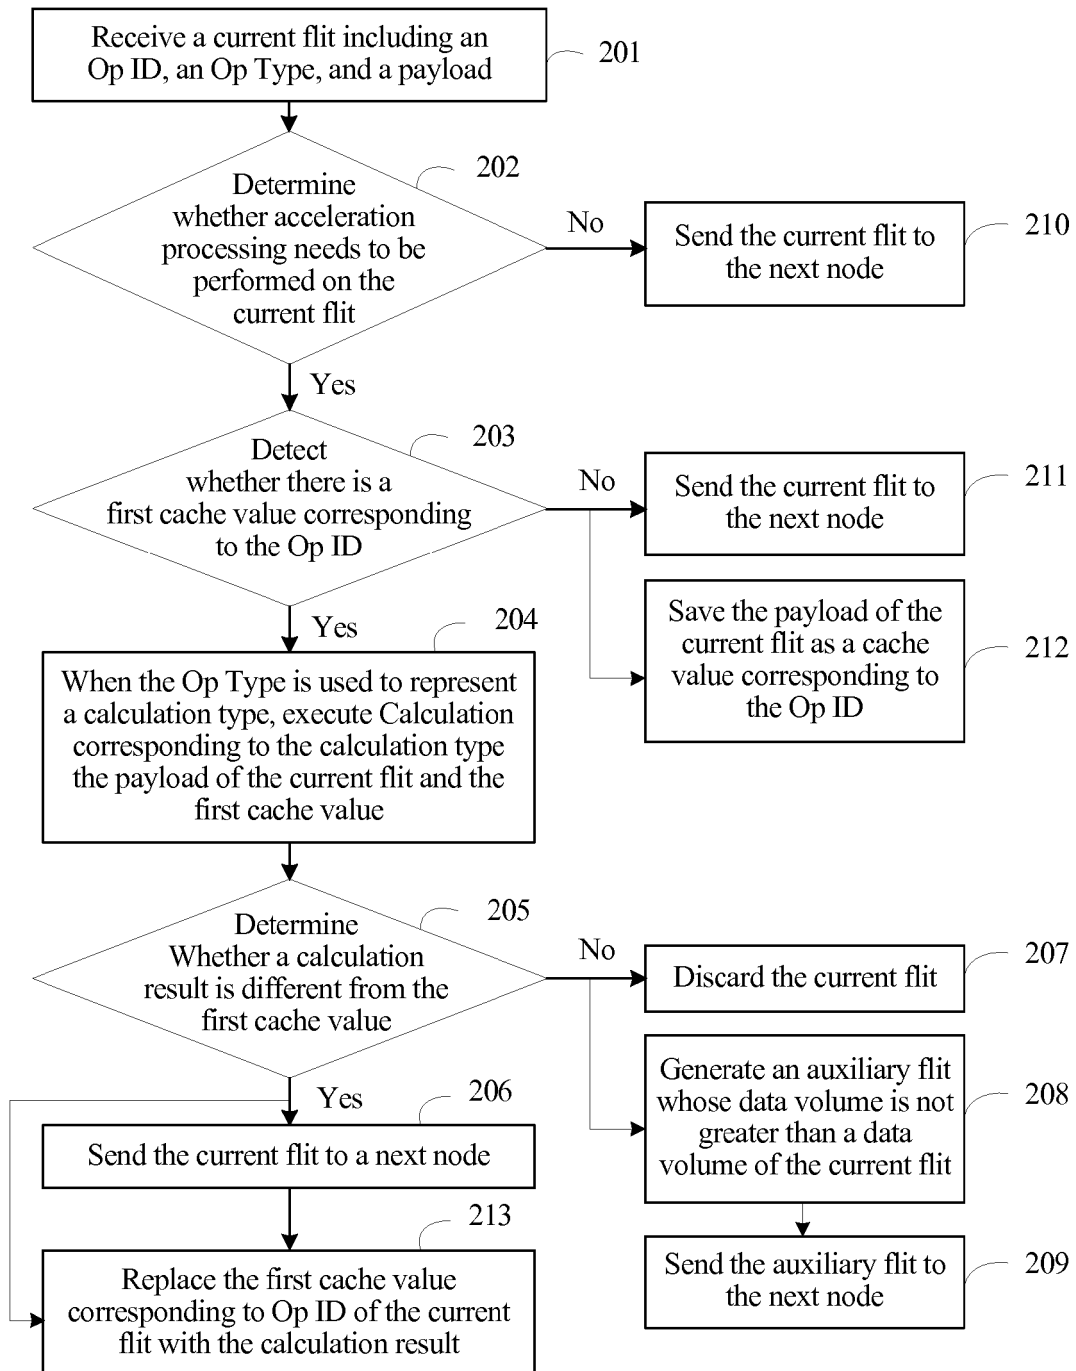 Receive a current flit including an
Op ID, an Op Type, and a payload
201
202
Determine
whether acceleration
processing needs to be
performed on the
current flit
No
Send the current flit to
the next node
210
Yes
203
Detect
whether there is a
first cache value corresponding
to the Op ID
No
Send the current flit to
the next node
211
Save the payload of the
current flit as a cache
value corresponding to
the Op ID
212
Yes
204
When the Op Type is used to represent
a calculation type, execute Calculation
corresponding to the calculation type
the payload of the current flit and the
first cache value
205
Determine
Whether a calculation
result is different from the
first cache value
No
Discard the current flit
207
Generate an auxiliary flit
whose data volume is not
greater than a data
volume of the current flit
208
Send the auxiliary flit to
the next node
209
Yes
206
Send the current flit to a next node
213
Replace the first cache value
corresponding to Op ID of the current
flit with the calculation result